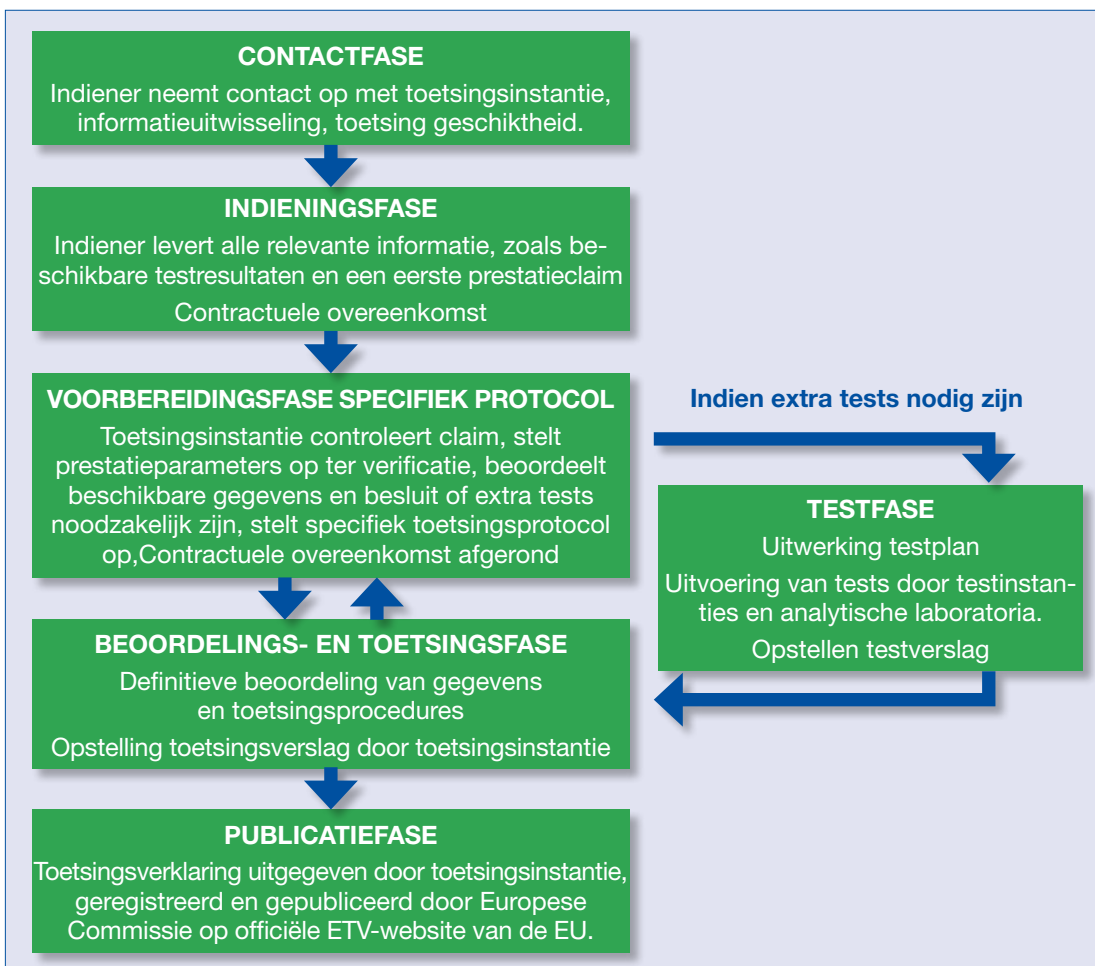 CONTACTFASE
Indiener neemt contact op met toetsingsinstantie,
informatieuitwisseling, toetsing geschiktheid.
INDIENINGSFASE
Indiener levert alle relevante informatie, zoals be-
schikbare testresultaten en een eerste prestatieclaim
Contractuele overeenkomst
VOORBEREIDINGSFASE SPECIFIEK PROTOCOL
Toetsingsinstantie controleert claim, stelt
prestatieparameters op ter verificatie, beoordeelt
beschikbare gegevens en besluit of extra tests
noodzakelijk zijn, stelt specifiek toetsingsprotocol
op,Contractuele overeenkomst afgerond
Indien extra tests nodig zijn
TESTFASE
Uitwerking testplan
Uitvoering van tests door testinstan-
ties en analytische laboratoria.
Opstellen testverslag
BEOORDELINGS- EN TOETSINGSFASE
Definitieve beoordeling van gegevens
en toetsingsprocedures
Opstelling toetsingsverslag door toetsingsinstantie
PUBLICATIEFASE
Toetsingsverklaring uitgegeven door toetsingsinstantie,
geregistreerd en gepubliceerd door Europese
Commissie op officiële ETV-website van de EU.